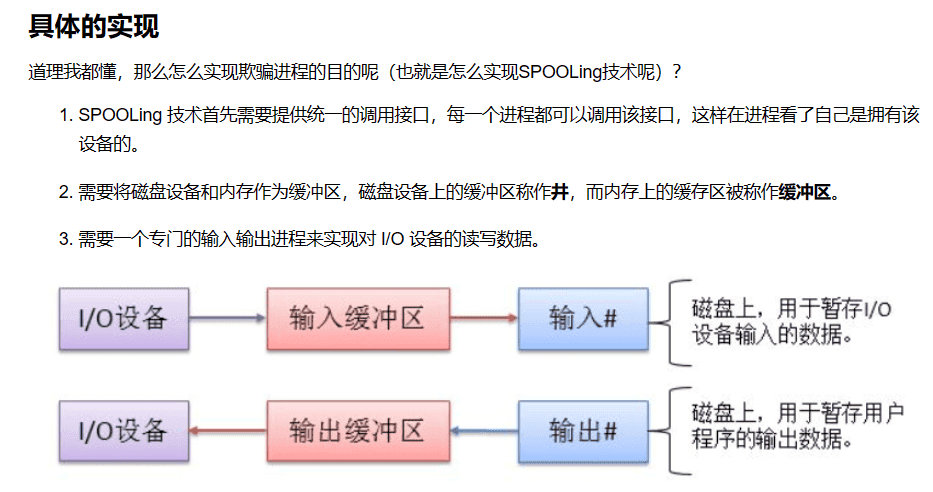 具体的实现
道理我都懂，那么怎么实现欺骗进程的目的呢（也就是怎么实现SPOOLing技术呢）？
1. SPOOLing 技术首先需要提供统一的调用接口，每一个进程都可以调用该接口，这样在进程看了自己是拥有该
设备的。
2. 需要将磁盘设备和内存作为缓冲区，磁盘设备上的缓冲区称作井，而内存上的缓存区被称作缓冲区。
3. 需要一个专门的输入输出进程来实现对 I/O 设备的读写数据。
I/O设备
输入缓冲区
输入#
磁盘上，用于暂存I/O
设备输入的数据。
I/O设备
输出缓冲区
输出#
磁盘上，用于暂存用户
程序的输出数据。